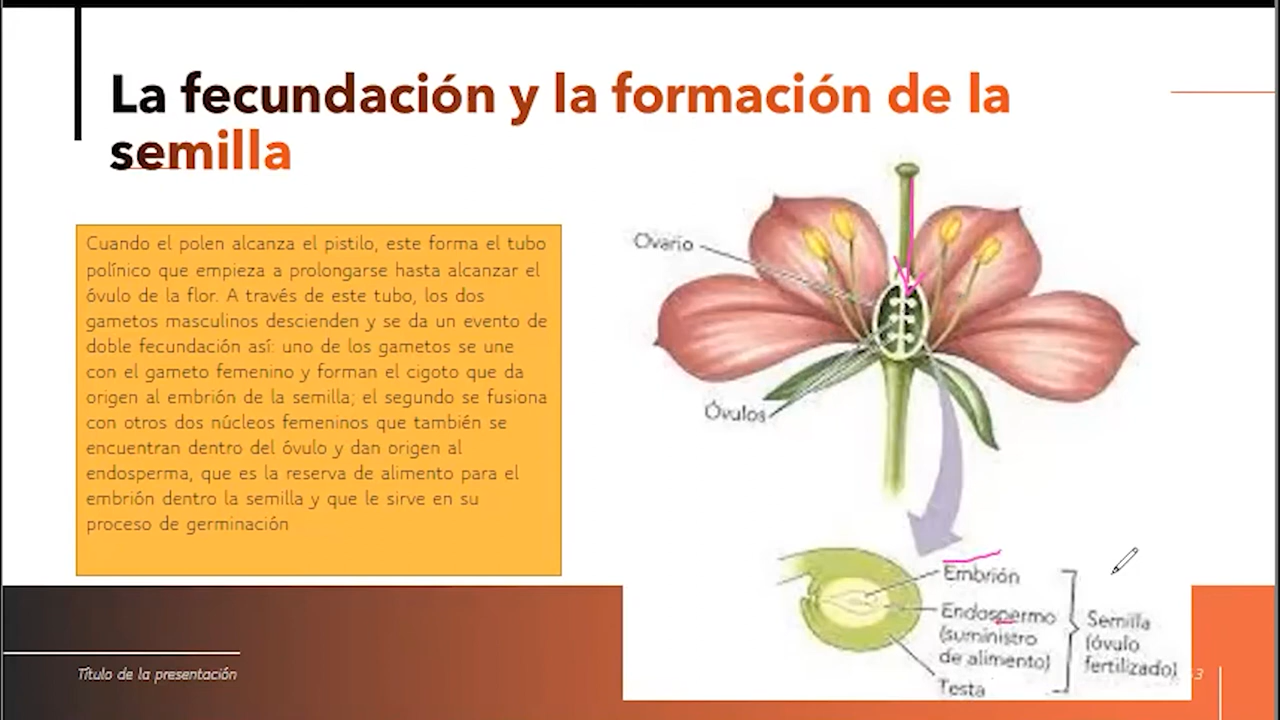 La fecundación y la formación de la
semilla
Cuando el polen alcanza el pistilo, este forma el tubo
polínico que empieza a prolongarse hasta alcanzar el
óvulo de la flor. A través de este tubo, los dos
gametos masculinos descienden y se da un evento de
doble fecundación así: uno de los gametos se une
con el gameto femenino y forman el cigoto que da
origen al embrión de la semilla; el segundo se fusiona
con otros dos núcleos femeninos que también se
encuentran dentro del óvulo y dan origen al
endosperma, que es la reserva de alimento para el
embrión dentro la semilla y que le sirve en su
proceso de germinación
Ovario
Óvulos
Embrión
Endospermo
(suministro
de alimento)
Testa
Semilla
(óvulo
fertilizado)
Título de la presentación